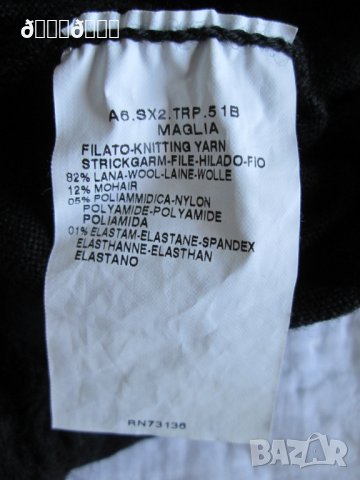 A6.SX2.TRP.51B
MAGLIA
FILATO-KNITTING YARN
STRICKGARM-FILE-HILADO-FIO
82% LANA-WOOL-LAINE-WOLLE
12% MOHAIR
05% POLIAMMIDICA-NYLON
POLYAMIDE-POLYAMIDE
POLIAMIDA
01% ELASTAM-ELASTANE-SPANDEX
ELASTHANNE-ELASTHAN
ELASTANO
RN73136
BAZAR